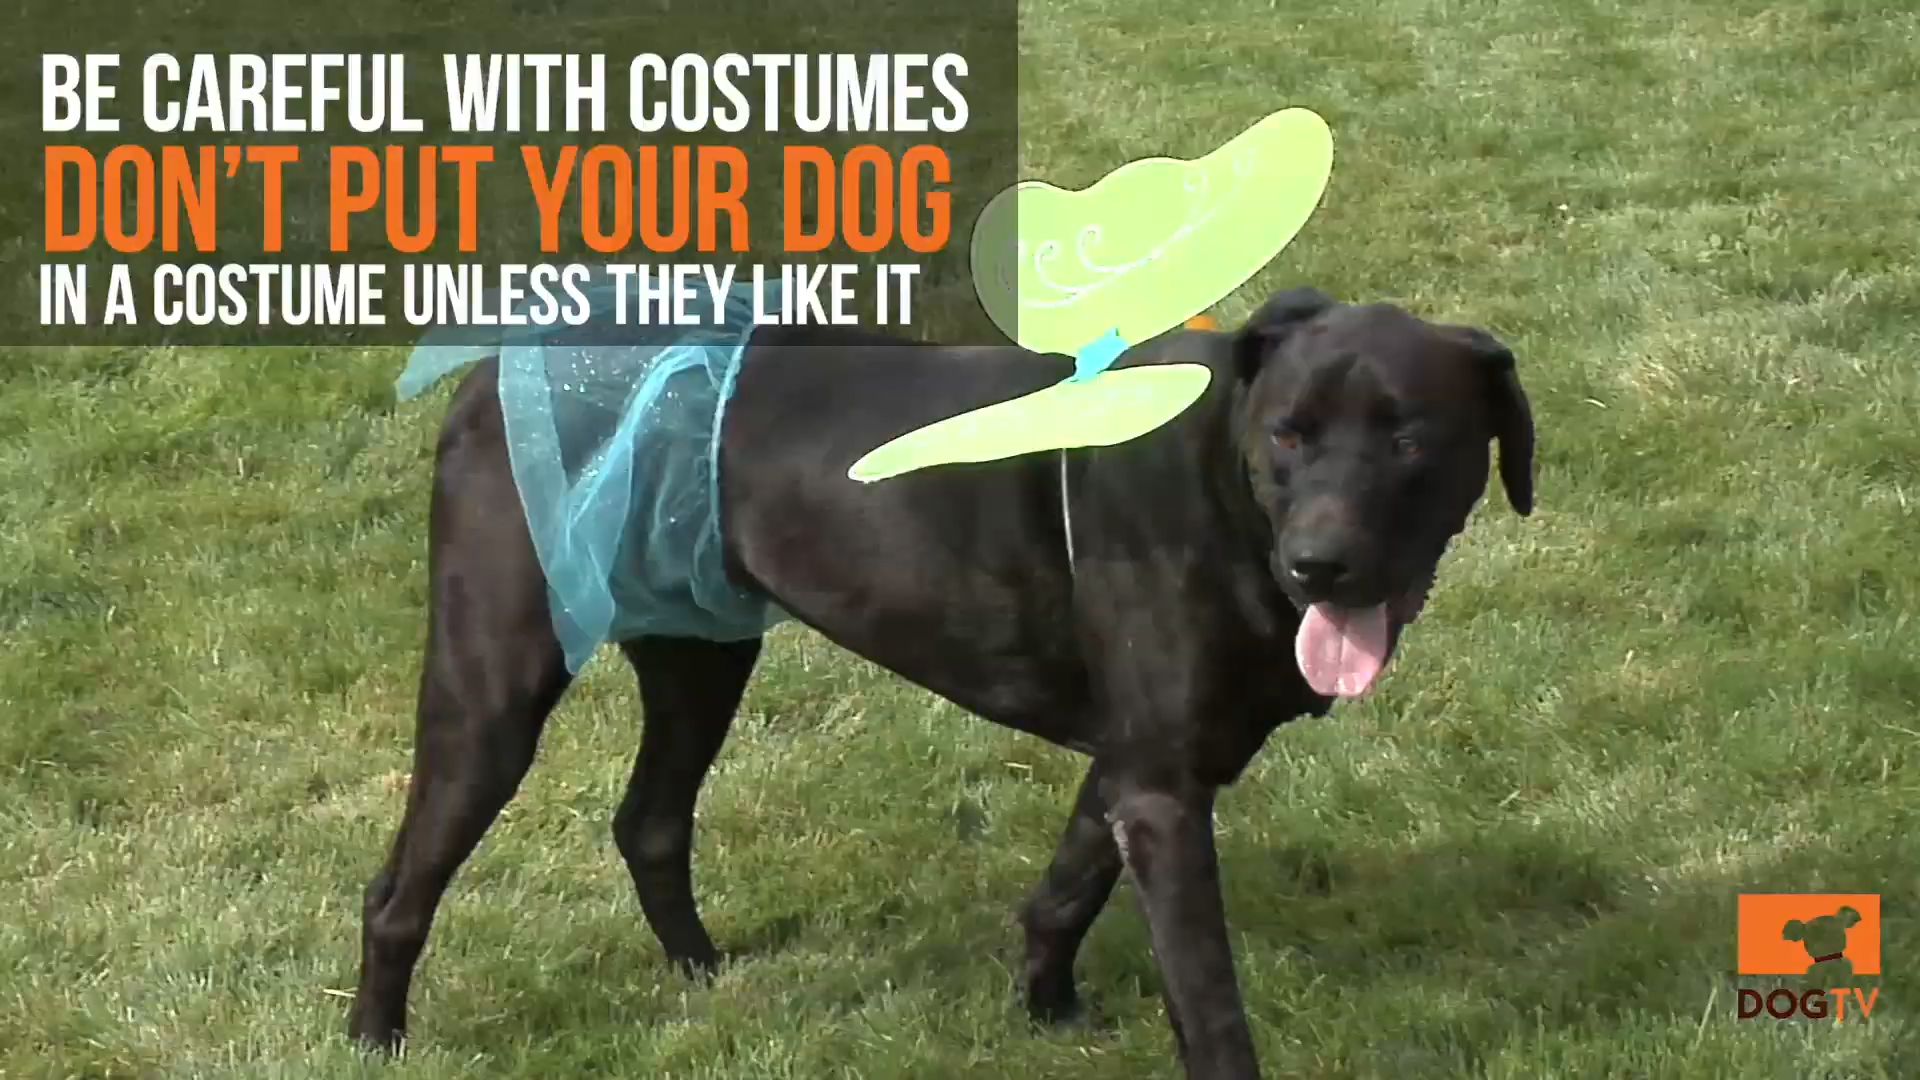 BE CAREFUL WITH COSTUMES
DON'T PUT YOUR DOG
IN A COSTUME UNLESS THEY LIKE IT
DOGTV